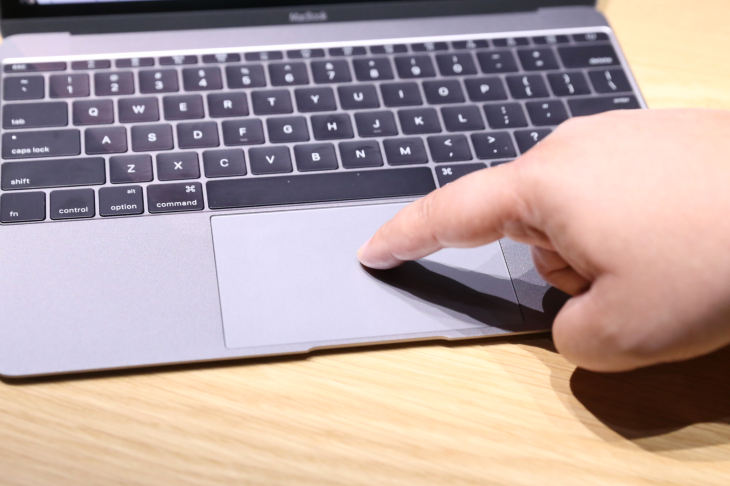 MacBook
esc
~ ! 1 @ 2 # 3 $ 4 % 5 ^ 6 & 7 * 8 ( 9 ) 0 delete
tab Q W E R T Y U I O P { [ } ] | \
caps lock A S D F G H J K L : ; " '
shift Z X C V B N M < , > . ? /
fn control alt option ⌘ command ⌘